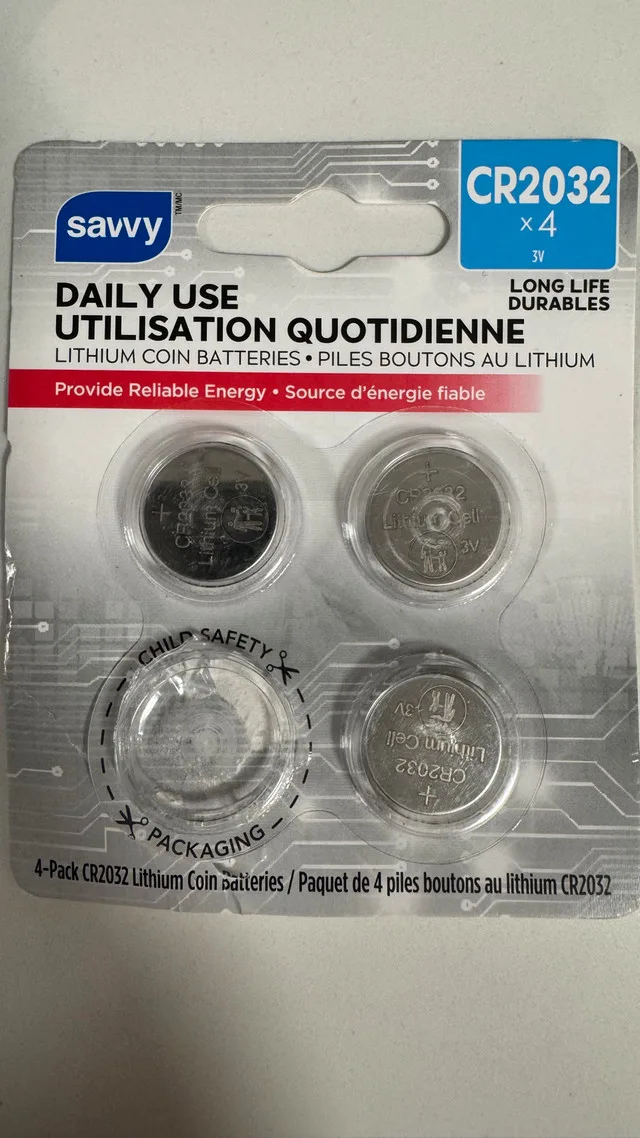 savvy
TM/MC
CR2032
x 4
3V
LONG LIFE
DURABLES
DAILY USE
UTILISATION QUOTIDIENNE
LITHIUM COIN BATTERIES • PILES BOUTONS AU LITHIUM
Provide Reliable Energy • Source d'énergie fiable
+
CR2032
Lithium Cell
3V
+
CR2032
Lithium Cell
3V
CHILD SAFETY
PACKAGING
+
CR2032
Lithium Cell
3V
4-Pack CR2032 Lithium Coin Batteries / Paquet de 4 piles boutons au lithium CR2032